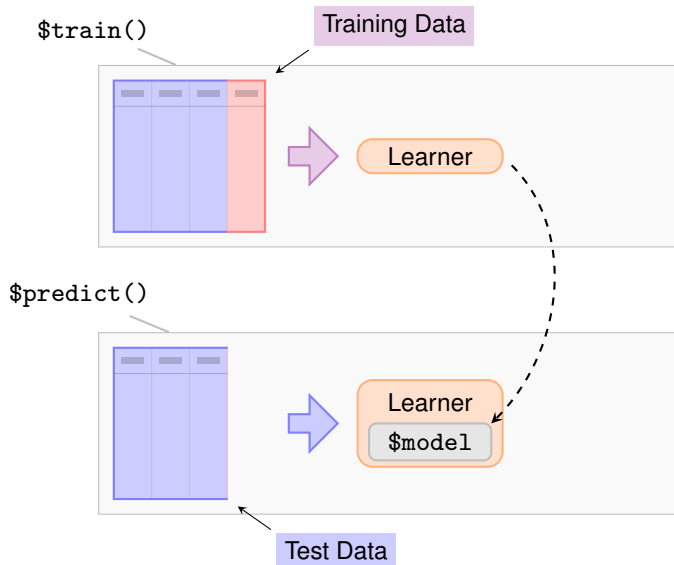 $train()
Training Data
Learner
$predict()
Learner
$model
Test Data